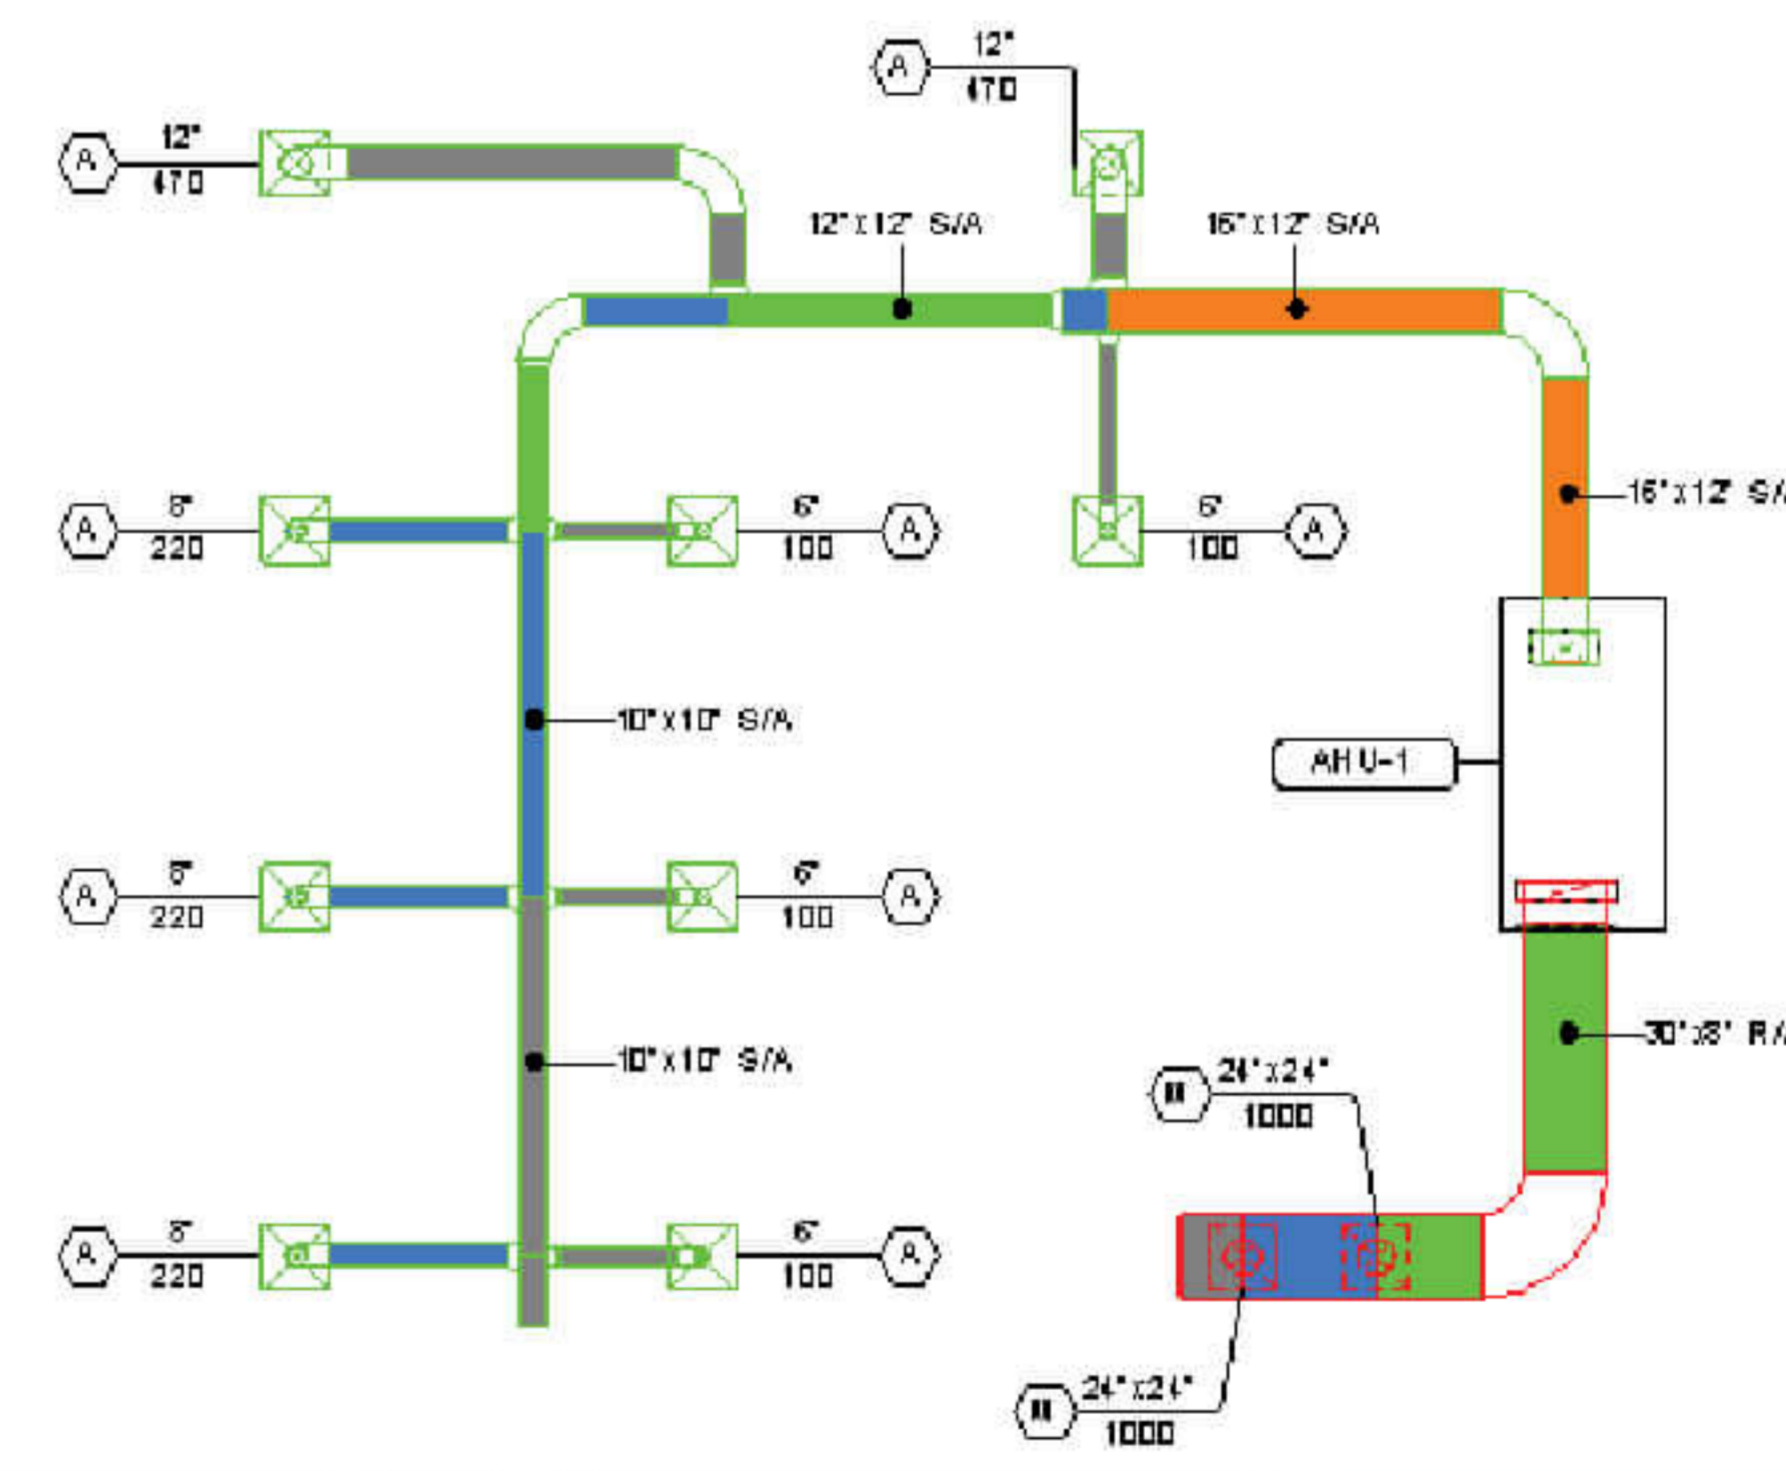 A 12"
470
A 12"
470
12"x12" S/A
16"x12" S/A
A 8"
220
6"
100 A
6"
100 A
16"x12" S/
10"x10" S/A
AHU-1
A 8"
220
6"
100 A
30"x8" R/
10"x10" S/A
24"x24"
1000
A 8"
220
6"
100 A
24"x24"
1000